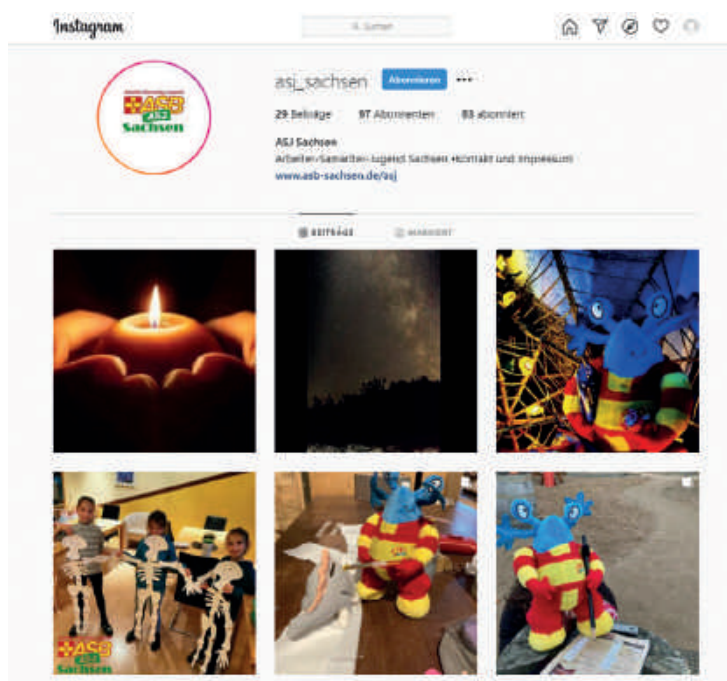 Instagram
Suchen
asj_sachsen Abonnieren •••
29 Beiträge 97 Abonnenten 83 abonniert
ASJ Sachsen
Arbeiter-Samariter-Jugend Sachsen •Kontakt und Impressum
www.asb-sachsen.de/asj
ASB
ASJ
Sachsen
BEITRÄGE MARKIERT
ASB
ASJ
Sachsen